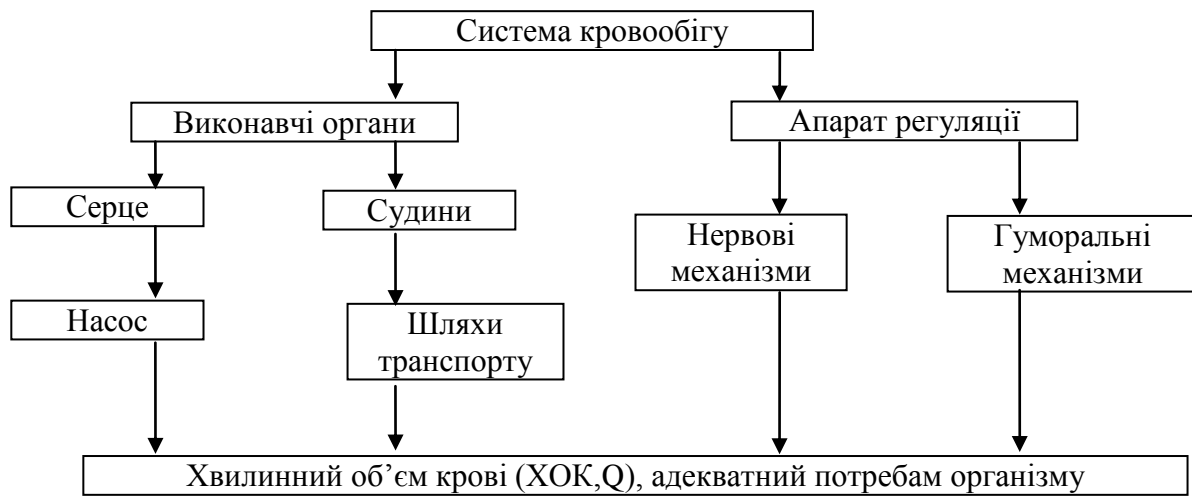 Система кровообігу
Виконавчі органи
Апарат регуляції
Серце
Судини
Нервові
механізми
Гуморальні
механізми
Насос
Шляхи
транспорту
Хвилинний об’єм крові (ХОК,Q), адекватний потребам організму